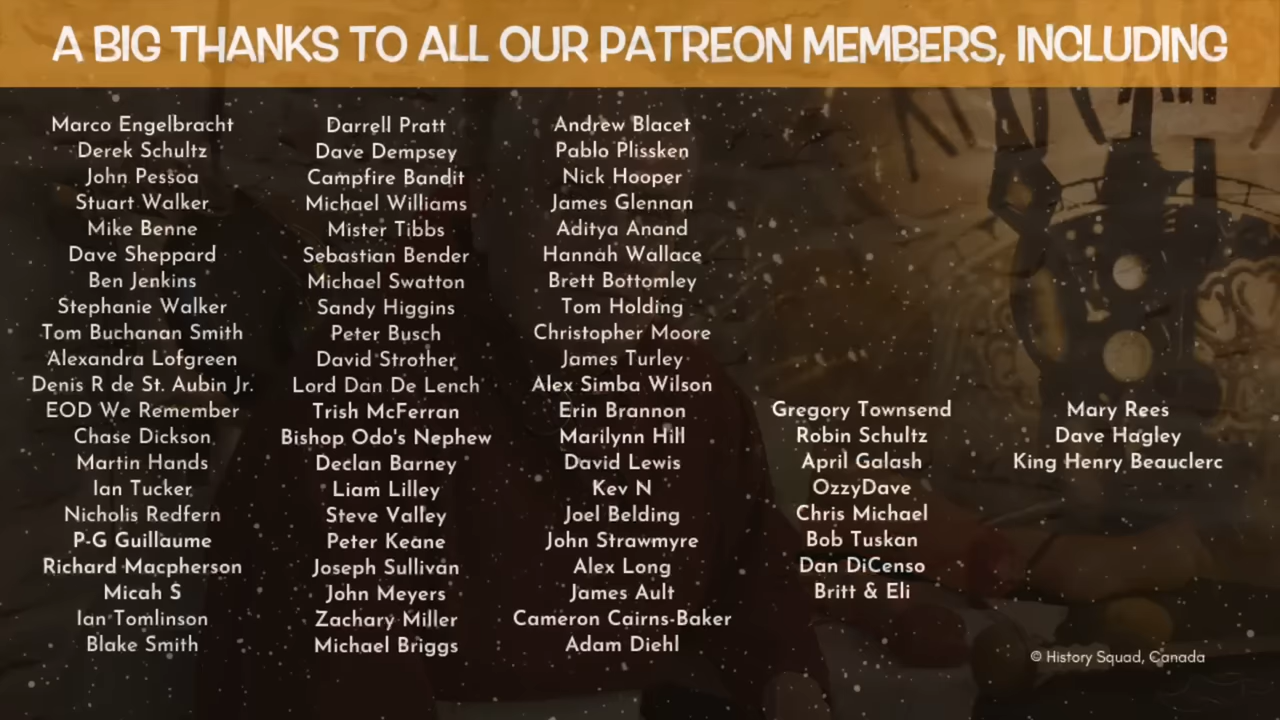 A BIG THANKS TO ALL OUR PATREON MEMBERS, INCLUDING
Marco Engelbracht
Derek Schultz
John Pessoa
Stuart Walker
Mike Benne
Dave Sheppard
Ben Jenkins
Stephanie Walker
Tom Buchanan Smith
Alexandra Lofgreen
Denis R de St. Aubin Jr.
EOD We Remember
Chase Dickson
Martin Hands
Ian Tucker
Nicholis Redfern
P-G Guillaume
Richard Macpherson
Micah S
Ian Tomlinson
Blake Smith
Darrell Pratt
Dave Dempsey
Campfire Bandit
Michael Williams
Mister Tibbs
Sebastian Bender
Michael Swatton
Sandy Higgins
Peter Busch
David Strother
Lord Dan De Lench
Trish McFerran
Bishop Odo's Nephew
Declan Barney
Liam Lilley
Steve Valley
Peter Keane
Joseph Sullivan
John Meyers
Zachary Miller
Michael Briggs
Andrew Blacet
Pablo Plissken
Nick Hooper
James Glennan
Aditya Anand
Hannah Wallace
Brett Bottomley
Tom Holding
Christopher Moore
James Turley
Alex Simba Wilson
Erin Brannon
Marilynn Hill
David Lewis
Kev N
Joel Belding
John Strawmyre
Alex Long
James Ault
Cameron Cairns-Baker
Adam Diehl
Gregory Townsend
Robin Schultz
April Galash
OzzyDave
Chris Michael
Bob Tuskan
Dan DiCenso
Britt & Eli
Mary Rees
Dave Hagley
King Henry Beauclerc
© History Squad, Canada